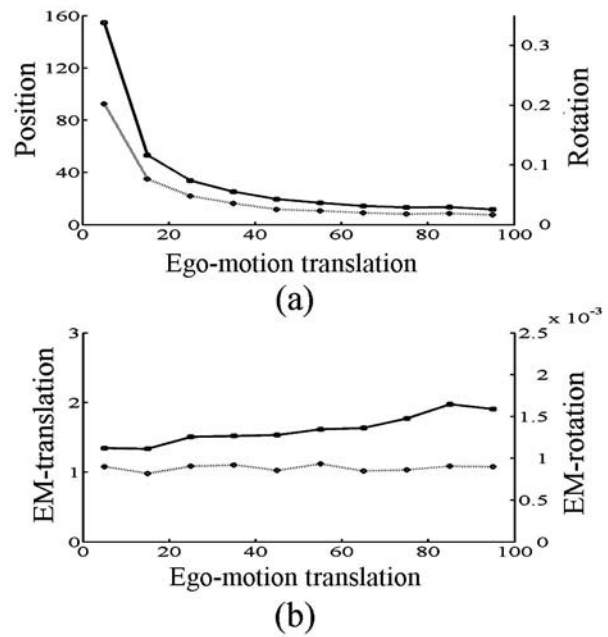 160
120
80
40
0
Position
0.3
0.2
0.1
0
Rotation
0 20 40 60 80 100
Ego-motion translation
(a)
x 10⁻³
3
2
1
0
EM-translation
2.5
2
1.5
1
0.5
0
EM-rotation
0 20 40 60 80 100
Ego-motion translation
(b)